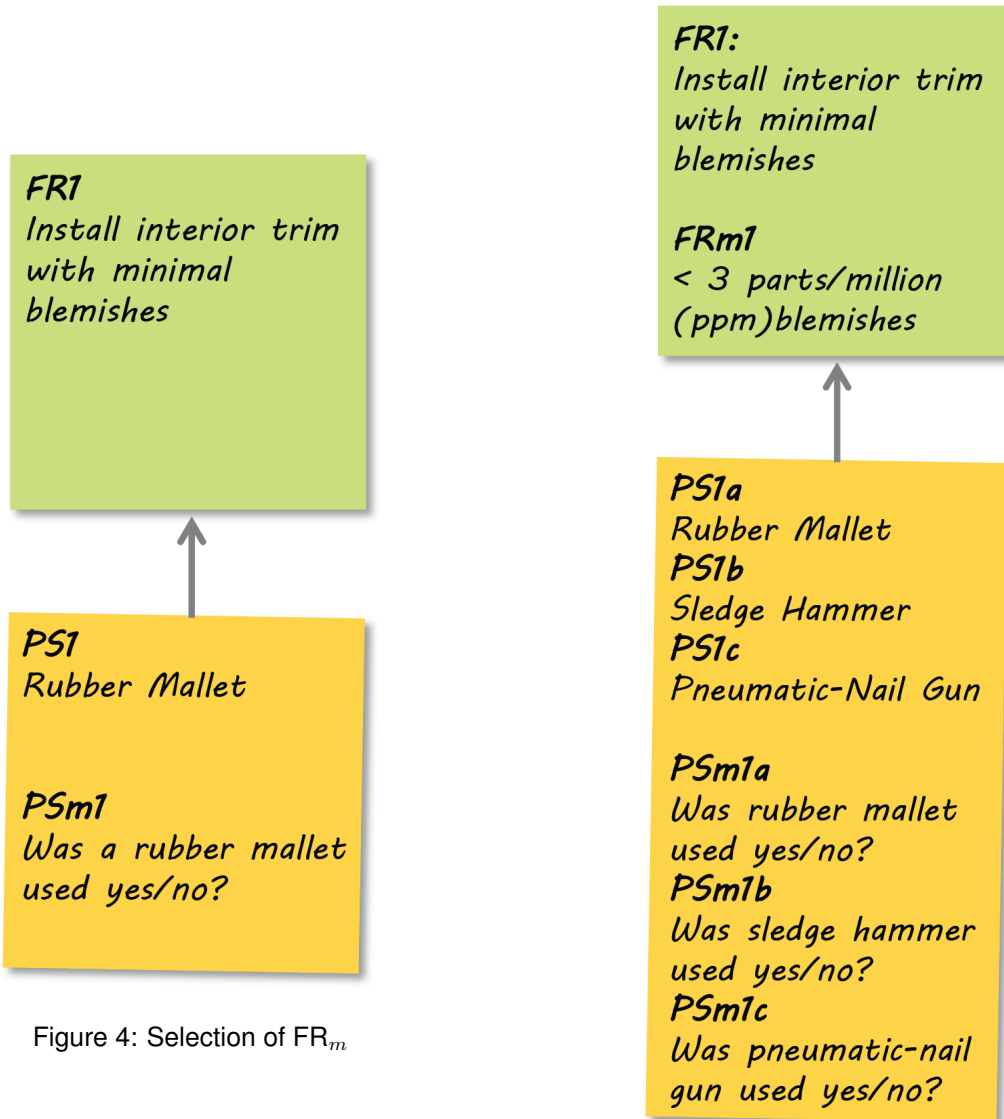 FR1
Install interior trim
with minimal
blemishes
PS1
Rubber Mallet
PSm1
Was a rubber mallet
used yes/no?
Figure 4: Selection of FRm
FR1:
Install interior trim
with minimal
blemishes
FRm1
< 3 parts/million
(ppm)blemishes
PS1a
Rubber Mallet
PS1b
Sledge Hammer
PS1c
Pneumatic-Nail Gun
PSm1a
Was rubber mallet
used yes/no?
PSm1b
Was sledge hammer
used yes/no?
PSm1c
Was pneumatic-nail
gun used yes/no?